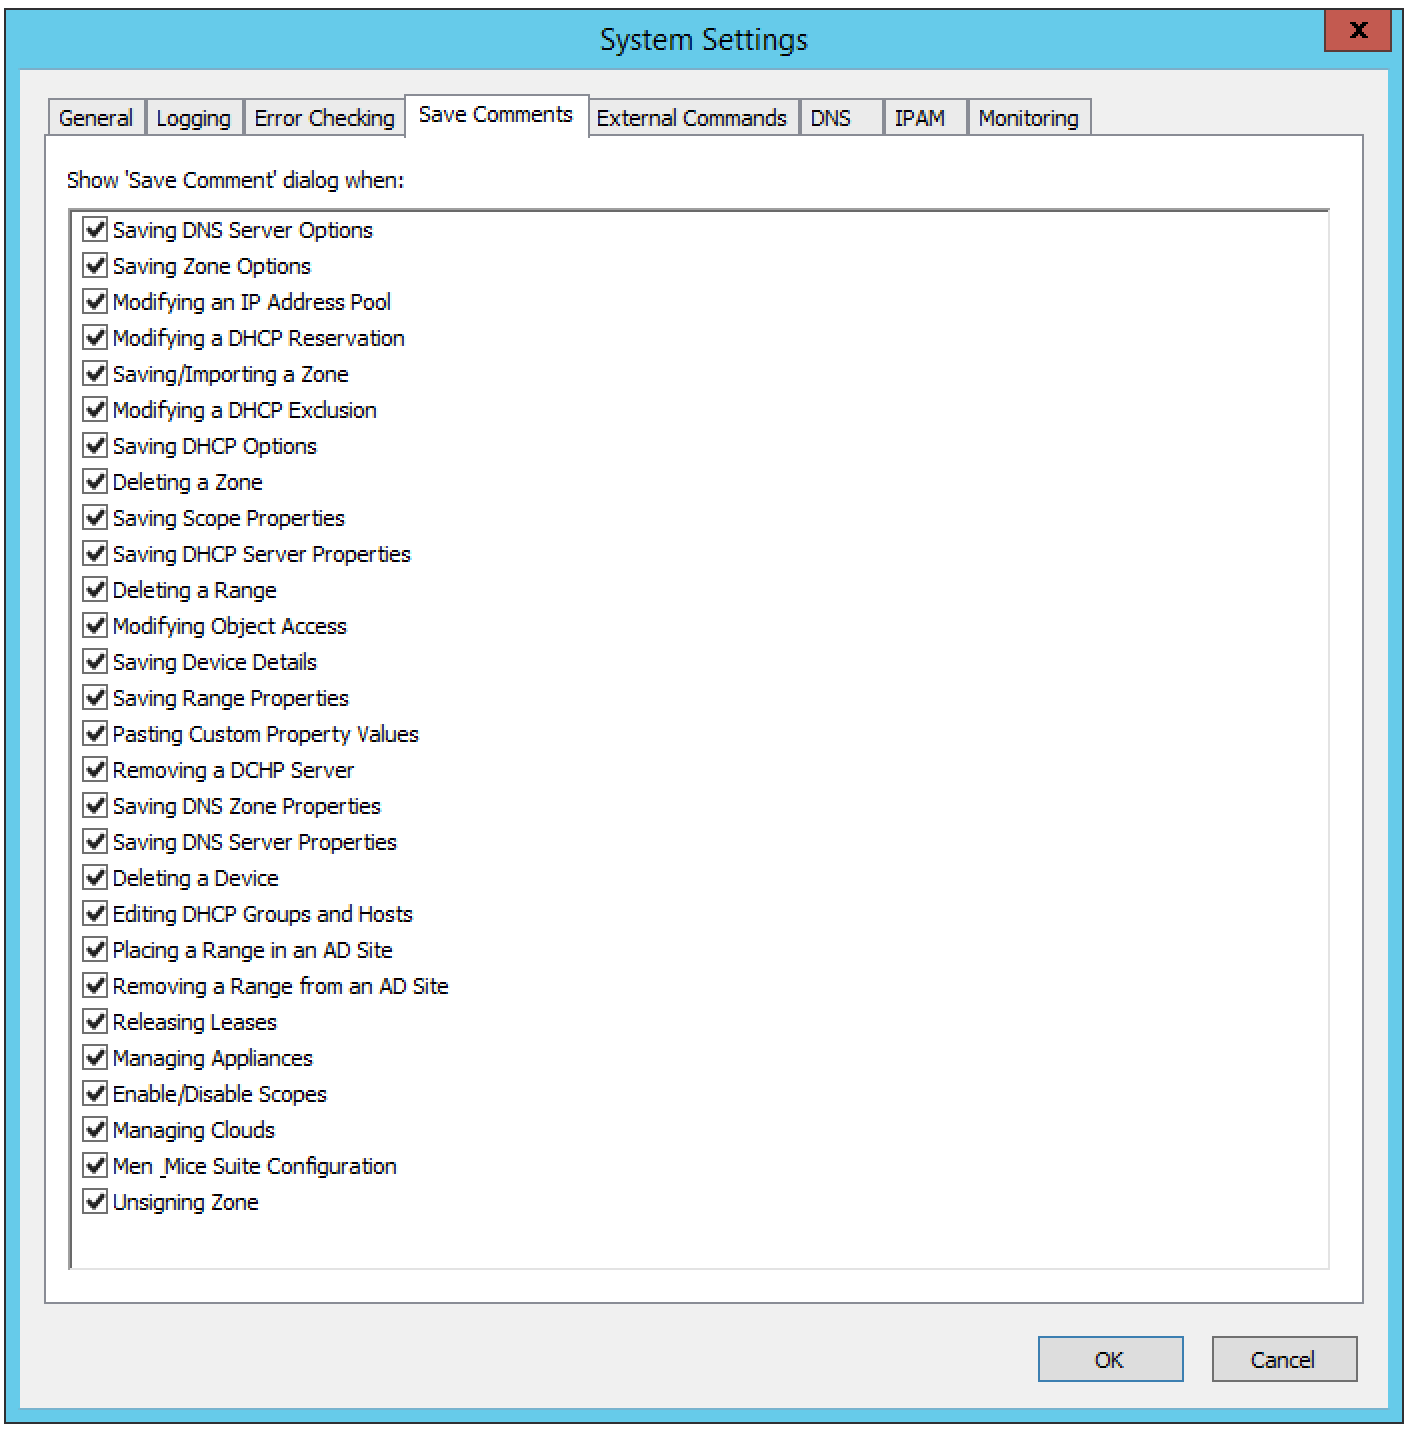 System Settings
x
General Logging Error Checking Save Comments External Commands DNS IPAM Monitoring
Show 'Save Comment' dialog when:
Saving DNS Server Options
Saving Zone Options
Modifying an IP Address Pool
Modifying a DHCP Reservation
Saving/Importing a Zone
Modifying a DHCP Exclusion
Saving DHCP Options
Deleting a Zone
Saving Scope Properties
Saving DHCP Server Properties
Deleting a Range
Modifying Object Access
Saving Device Details
Saving Range Properties
Pasting Custom Property Values
Removing a DCHP Server
Saving DNS Zone Properties
Saving DNS Server Properties
Deleting a Device
Editing DHCP Groups and Hosts
Placing a Range in an AD Site
Removing a Range from an AD Site
Releasing Leases
Managing Appliances
Enable/Disable Scopes
Managing Clouds
Men _Mice Suite Configuration
Unsigning Zone
OK Cancel